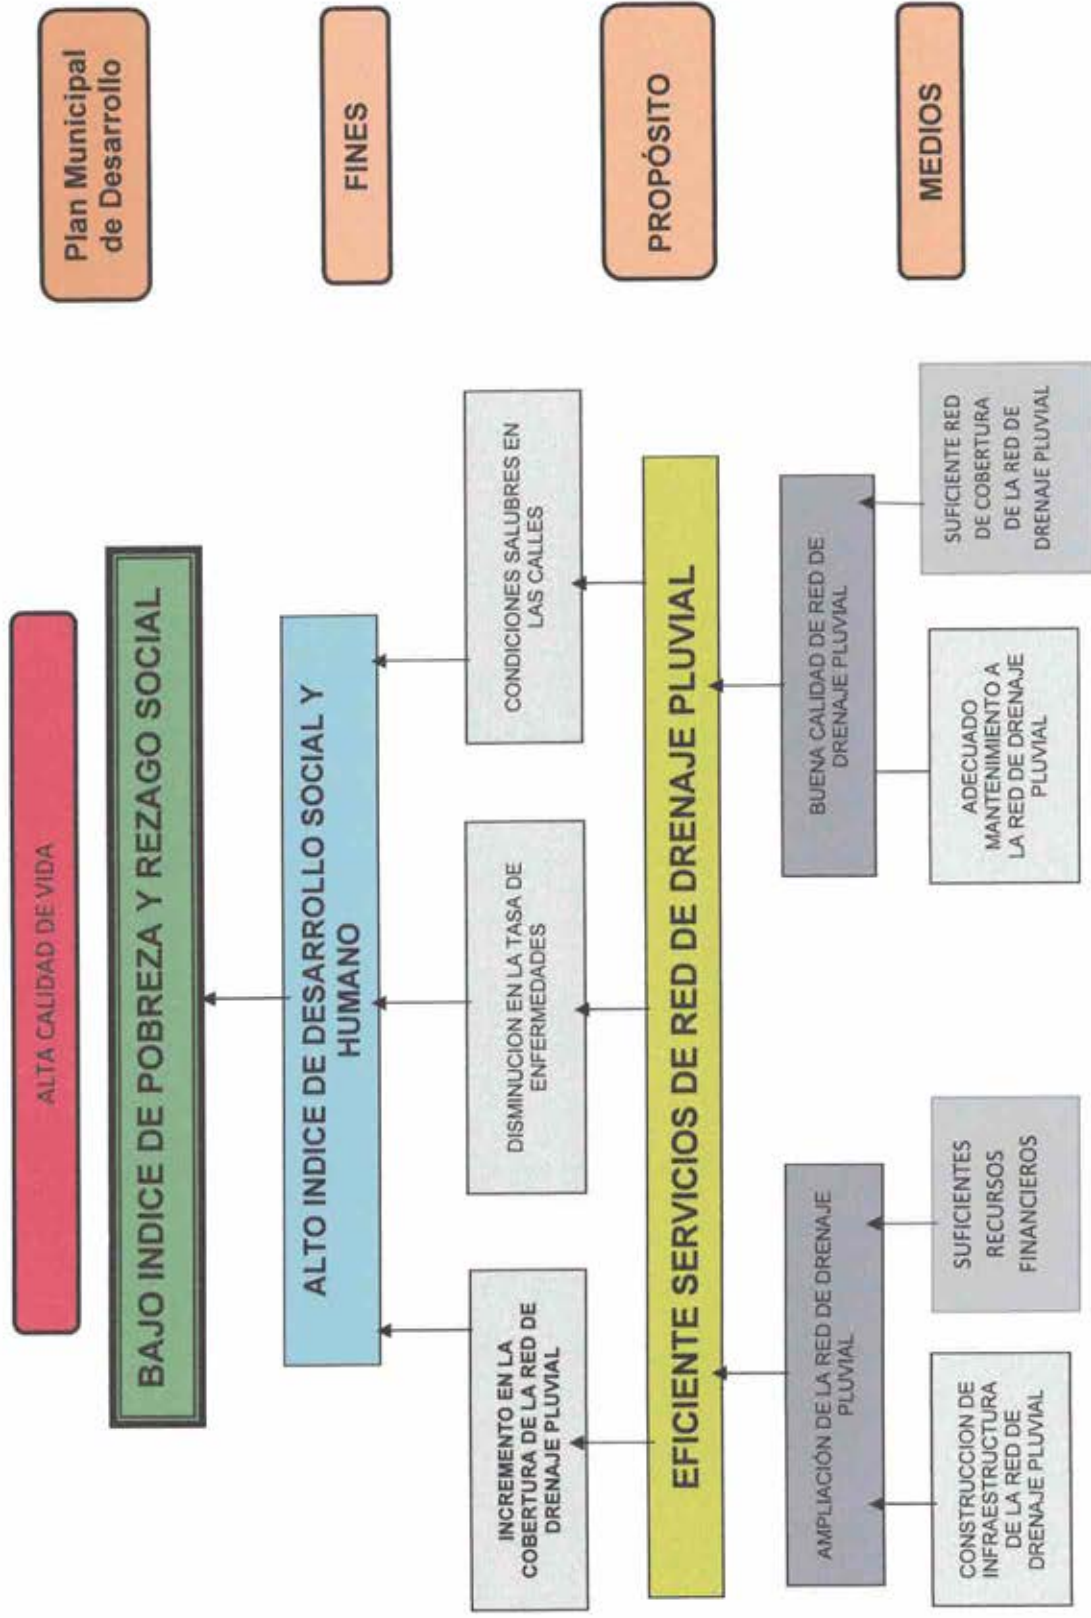 ALTA CALIDAD DE VIDA
Plan Municipal
de Desarrollo
BAJO INDICE DE POBREZA Y REZAGO SOCIAL
ALTO INDICE DE DESARROLLO SOCIAL Y
HUMANO
FINES
INCREMENTO EN LA
COBERTURA DE LA RED DE
DRENAJE PLUVIAL
DISMINUCION EN LA TASA DE
ENFERMEDADES
CONDICIONES SALUBRES EN
LAS CALLES
EFICIENTE SERVICIOS DE RED DE DRENAJE PLUVIAL
PROPÓSITO
AMPLIACIÓN DE LA RED DE DRENAJE
PLUVIAL
BUENA CALIDAD DE RED DE
DRENAJE PLUVIAL
MEDIOS
CONSTRUCCION DE
INFRAESTRUCTURA
DE LA RED DE
DRENAJE PLUVIAL
SUFICIENTES
RECURSOS
FINANCIEROS
ADECUADO
MANTENIMIENTO A
LA RED DE DRENAJE
PLUVIAL
SUFICIENTE RED
DE COBERTURA
DE LA RED DE
DRENAJE PLUVIAL